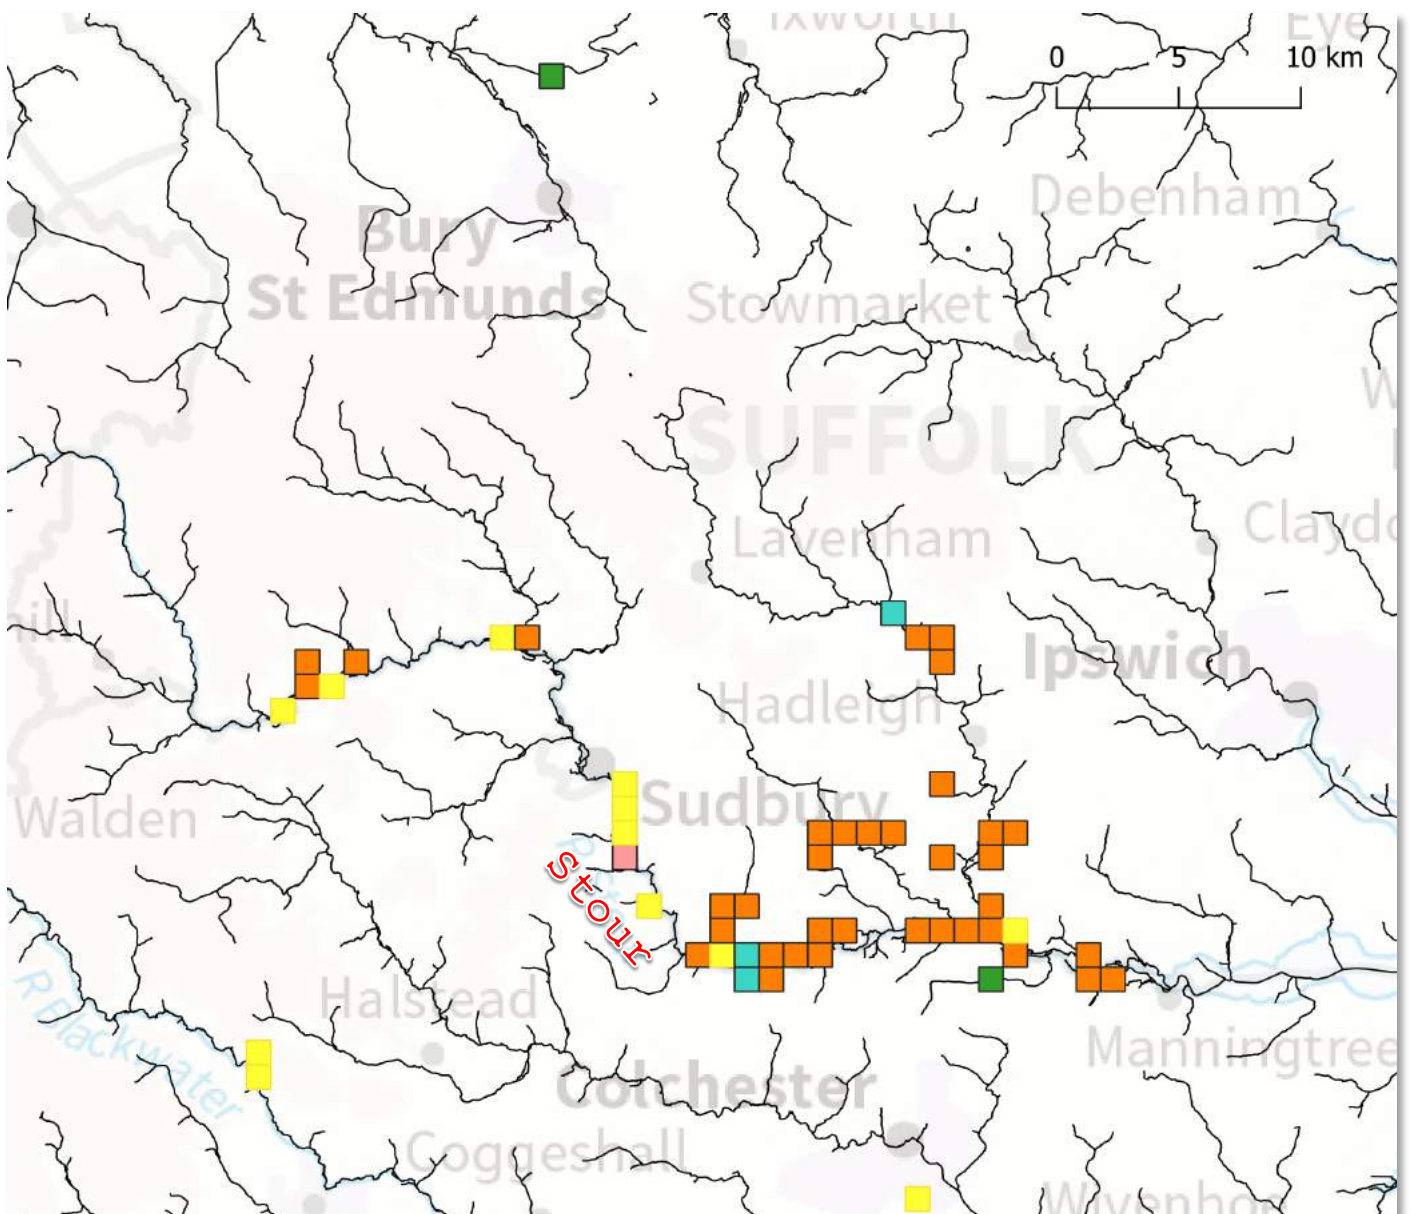 Ixworth
Eye
0 5 10 km
Debenham
Bury
St Edmunds
Stowmarket
SUFFOLK
Lavenham
Ipswich
Hadleigh
Sudbury
Walden
Stour
Halstead
R Blackwater
Manningtree
Colchester
Coggeshall
Wivenhoe